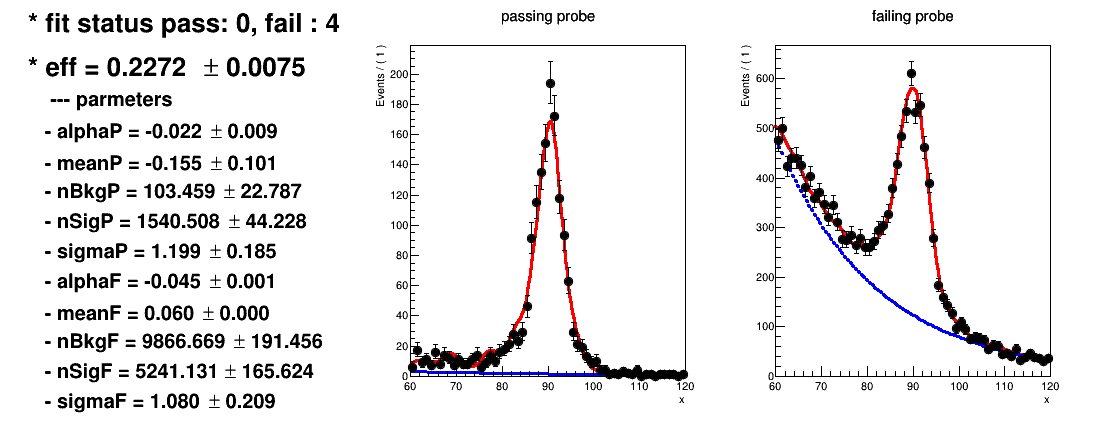 * fit status pass: 0, fail : 4
* eff = 0.2272 ± 0.0075
--- parmeters
- alphaP = -0.022 ± 0.009
- meanP = -0.155 ± 0.101
- nBkgP = 103.459 ± 22.787
- nSigP = 1540.508 ± 44.228
- sigmaP = 1.199 ± 0.185
- alphaF = -0.045 ± 0.001
- meanF = 0.060 ± 0.000
- nBkgF = 9866.669 ± 191.456
- nSigF = 5241.131 ± 165.624
- sigmaF = 1.080 ± 0.209
passing probe
Events / ( 1 )
200
180
160
140
120
100
80
60
40
20
0
60 70 80 90 100 110 120
x
failing probe
Events / ( 1 )
600
500
400
300
200
100
0
60 70 80 90 100 110 120
x